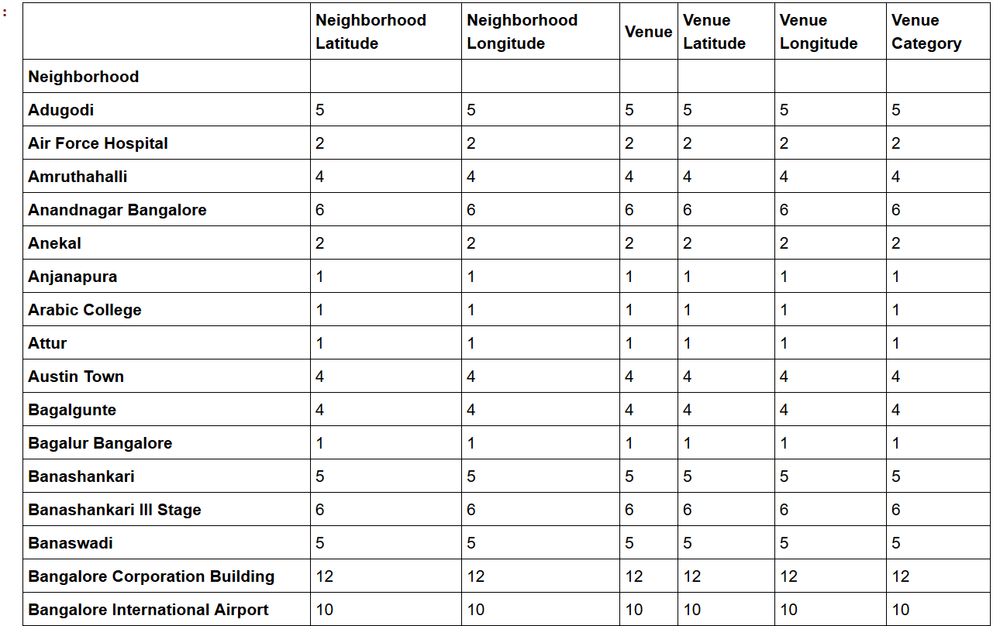 :
Neighborhood Latitude Neighborhood Longitude Venue Venue Latitude Venue Longitude Venue Category
Neighborhood
Adugodi 5 5 5 5 5 5
Air Force Hospital 2 2 2 2 2 2
Amruthahalli 4 4 4 4 4 4
Anandnagar Bangalore 6 6 6 6 6 6
Anekal 2 2 2 2 2 2
Anjanapura 1 1 1 1 1 1
Arabic College 1 1 1 1 1 1
Attur 1 1 1 1 1 1
Austin Town 4 4 4 4 4 4
Bagalgunte 4 4 4 4 4 4
Bagalur Bangalore 1 1 1 1 1 1
Banashankari 5 5 5 5 5 5
Banashankari III Stage 6 6 6 6 6 6
Banaswadi 5 5 5 5 5 5
Bangalore Corporation Building 12 12 12 12 12 12
Bangalore International Airport 10 10 10 10 10 10